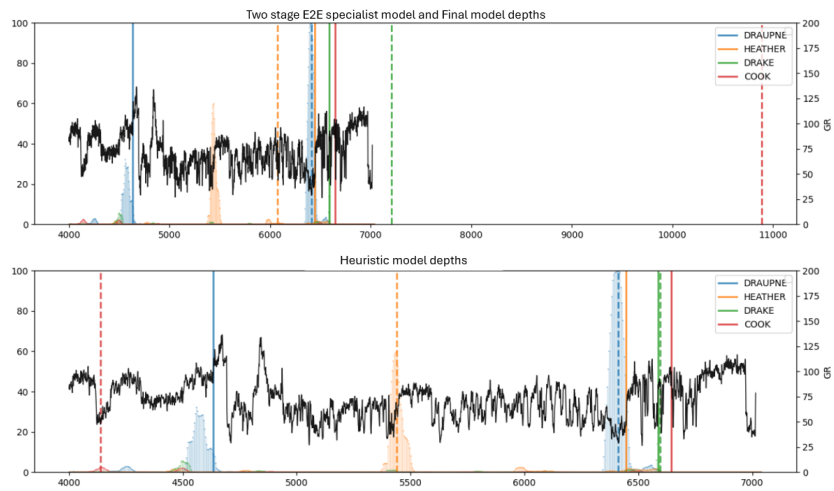 Two stage E2E specialist model and Final model depths
100
80
60
40
20
0
200
175
150
125
100
75
50
25
0
GR
DRAUPNE
HEATHER
DRAKE
COOK
4000 5000 6000 7000 8000 9000 10000 11000
Heuristic model depths
100
80
60
40
20
0
200
175
150
125
100
75
50
25
0
GR
DRAUPNE
HEATHER
DRAKE
COOK
4000 4500 5000 5500 6000 6500 7000